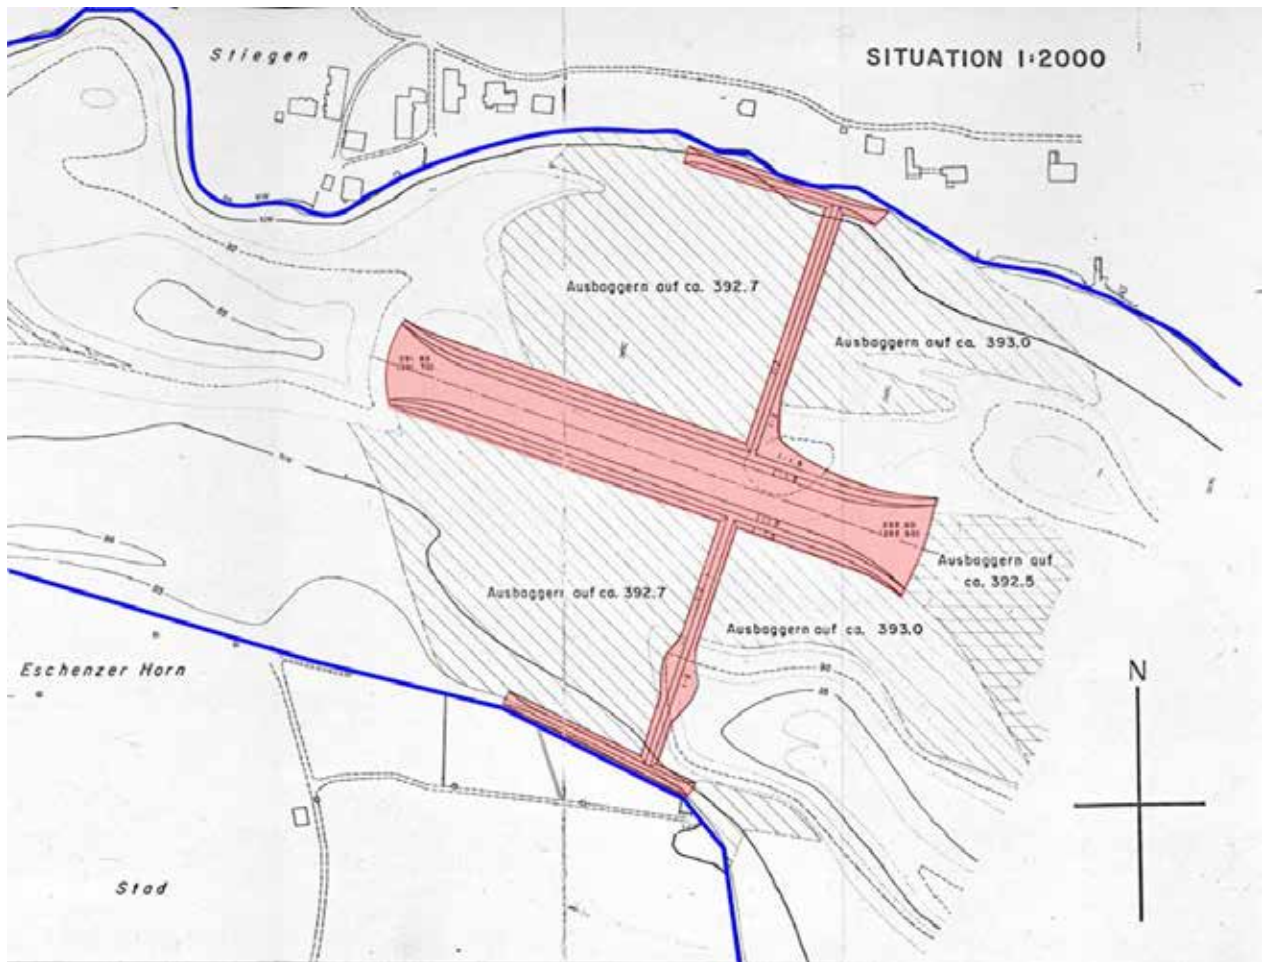 Stiegen
SITUATION 1:2000
Ausbaggern auf ca. 392.7
Ausbaggern auf ca. 393.0
Ausbaggern auf
ca. 392.5
Ausbaggern auf ca. 392.7
Ausbaggern auf ca. 393.0
Eschenzer Horn
N
Stad